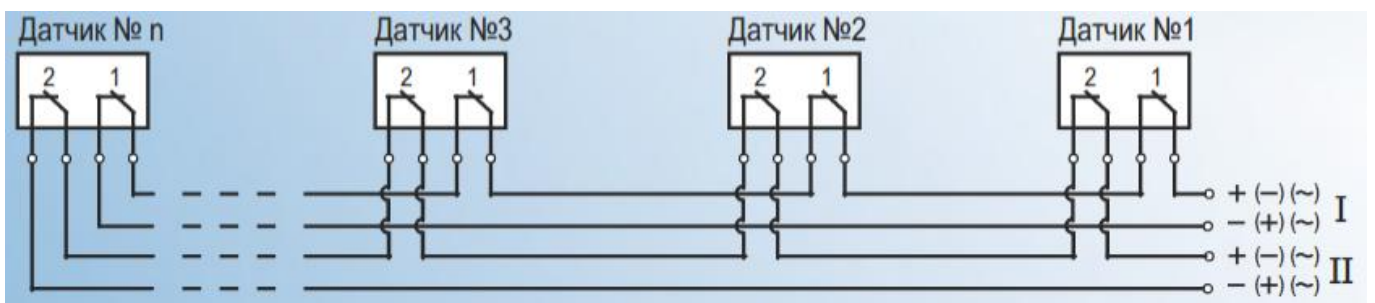 Датчик № n Датчик №3 Датчик №2 Датчик №1
2 1 2 1 2 1 2 1
+ (−) (~)
I
− (+) (~)
+ (−) (~)
II
− (+) (~)